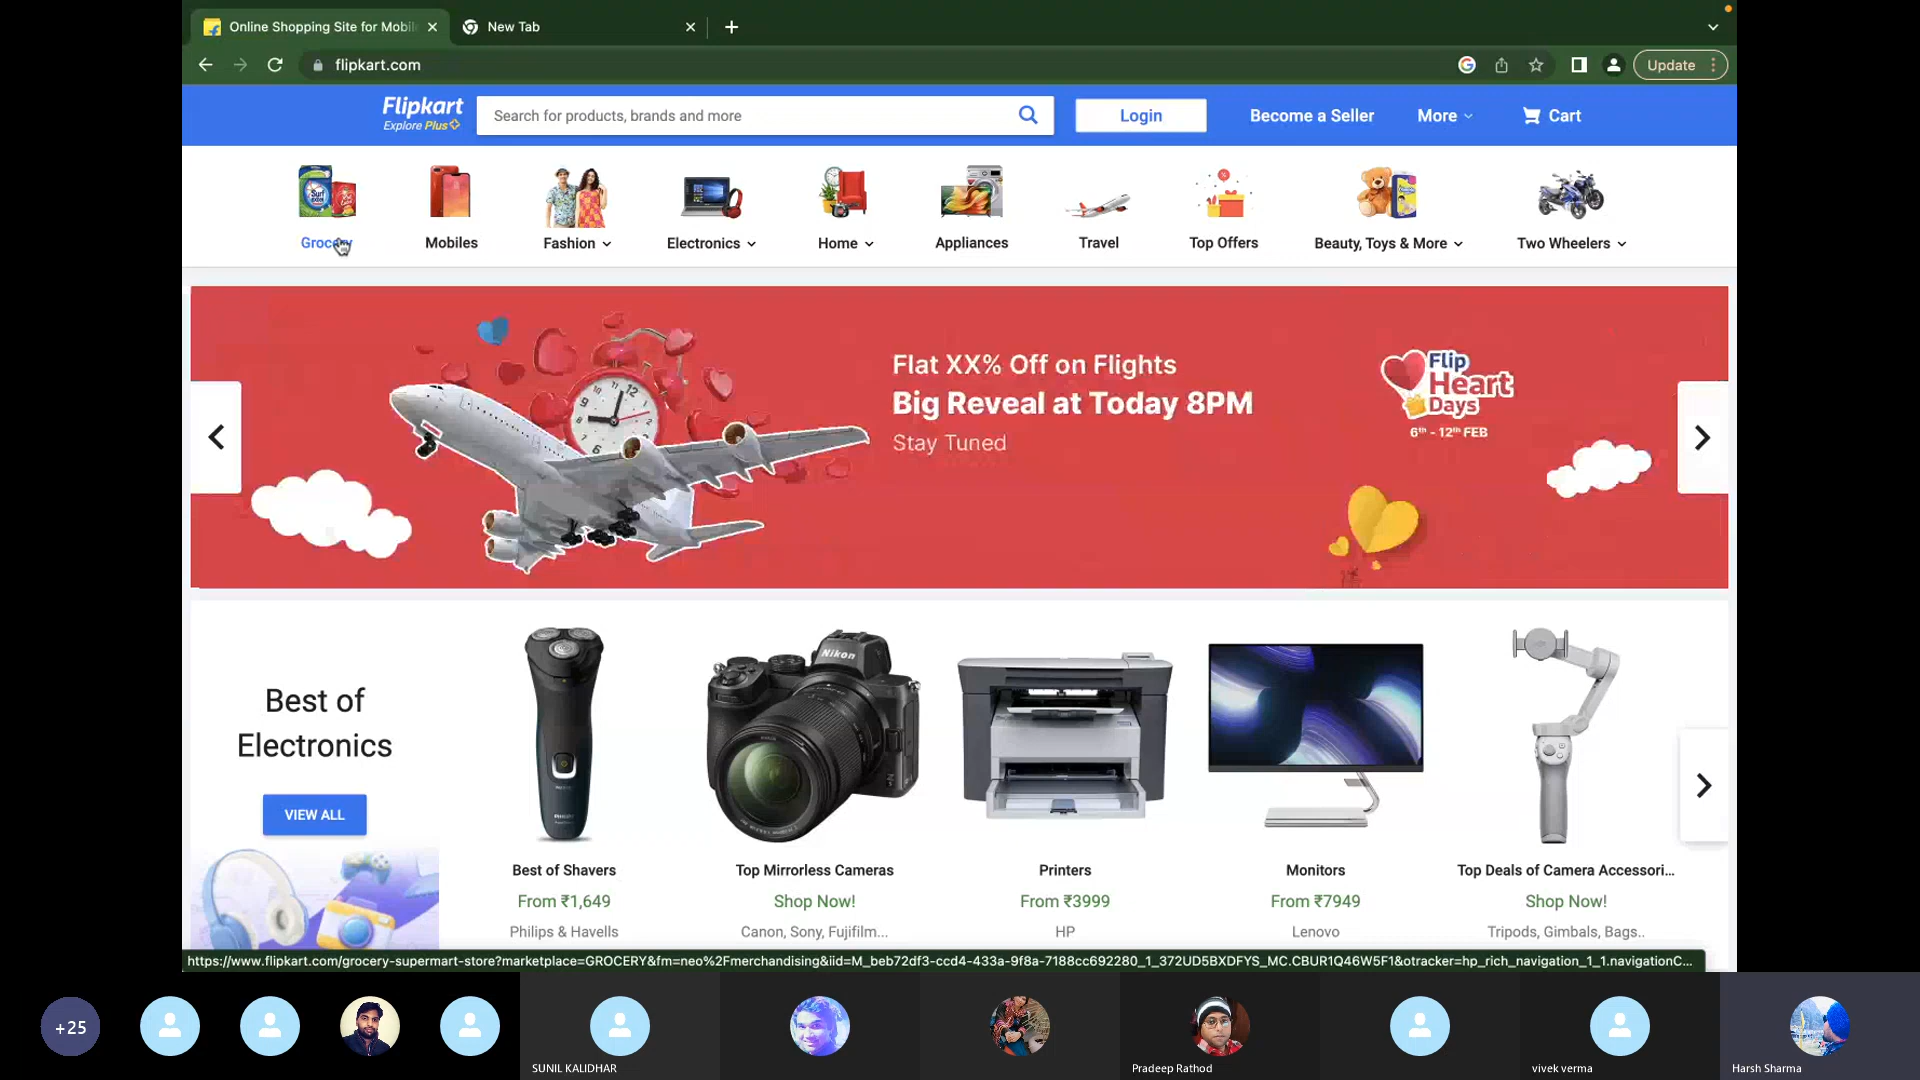 Online Shopping Site for Mobil
New Tab
flipkart.com
Update
Flipkart
Explore Plus
Search for products, brands and more
Login
Become a Seller
More
Cart
Grocery
Mobiles
Fashion
Electronics
Home
Appliances
Travel
Top Offers
Beauty, Toys & More
Two Wheelers
Flat XX% Off on Flights
Big Reveal at Today 8PM
Stay Tuned
Flip
Heart
Days
6th - 12th FEB
Best of
Electronics
VIEW ALL
Nikon
Best of Shavers
From ₹1,649
Philips & Havells
Top Mirrorless Cameras
Shop Now!
Canon, Sony, Fujifilm...
Printers
From ₹3999
HP
Monitors
From ₹7949
Lenovo
Top Deals of Camera Accessori...
Shop Now!
Tripods, Gimbals, Bags..
https://www.flipkart.com/grocery-supermart-store?marketplace=GROCERY&fm=neo%2Fmerchandising&iid=M_beb72df3-ccd4-433a-9f8a-7188cc692280_1_372UD5BXDFYS_MC.CBUR1Q46W5F1&otracker=hp_rich_navigation_1_1.navigationC...
+25
SUNIL KALIDHAR
Pradeep Rathod
vivek verma
Harsh Sharma